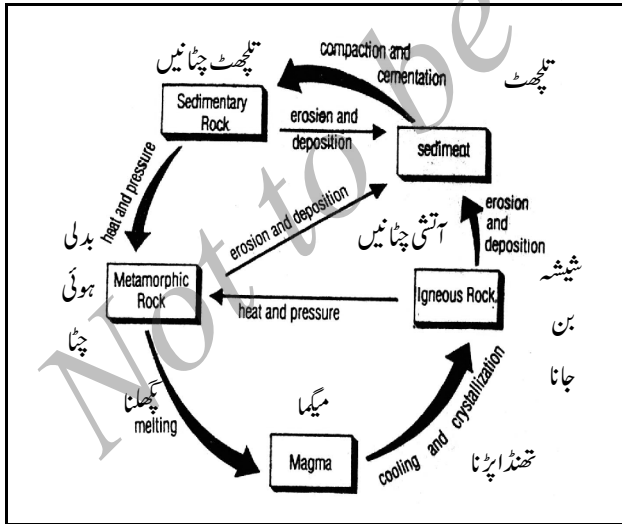 compaction and
cementation
تلچھٹ چٹانیں
تلچھٹ
Sedimentary
Rock
erosion and
deposition
sediment
heat and pressure
erosion and deposition
erosion
and
deposition
آتشی چٹانیں
بدلی
ہوئی
چٹا
Metamorphic
Rock
heat and pressure
Igneous Rock.
شیشہ
بن
جانا
پگھلنا
melting
میگما
Magma
cooling and crystallization
تھنڈا پڑنا
Not to be